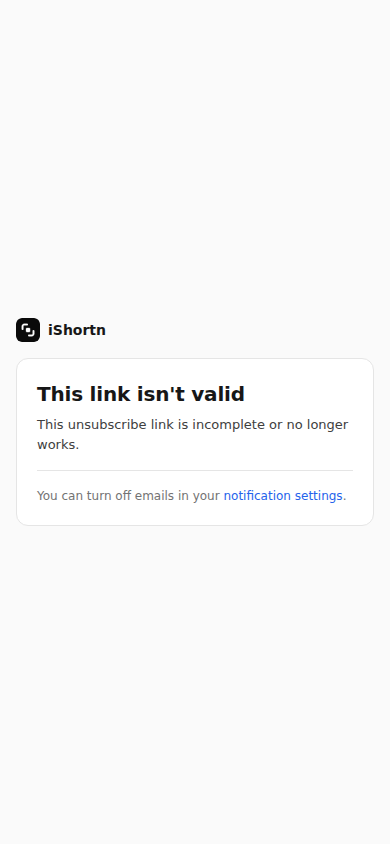 iShortn
This link isn't valid
This unsubscribe link is incomplete or no longer
works.
You can turn off emails in your notification settings.